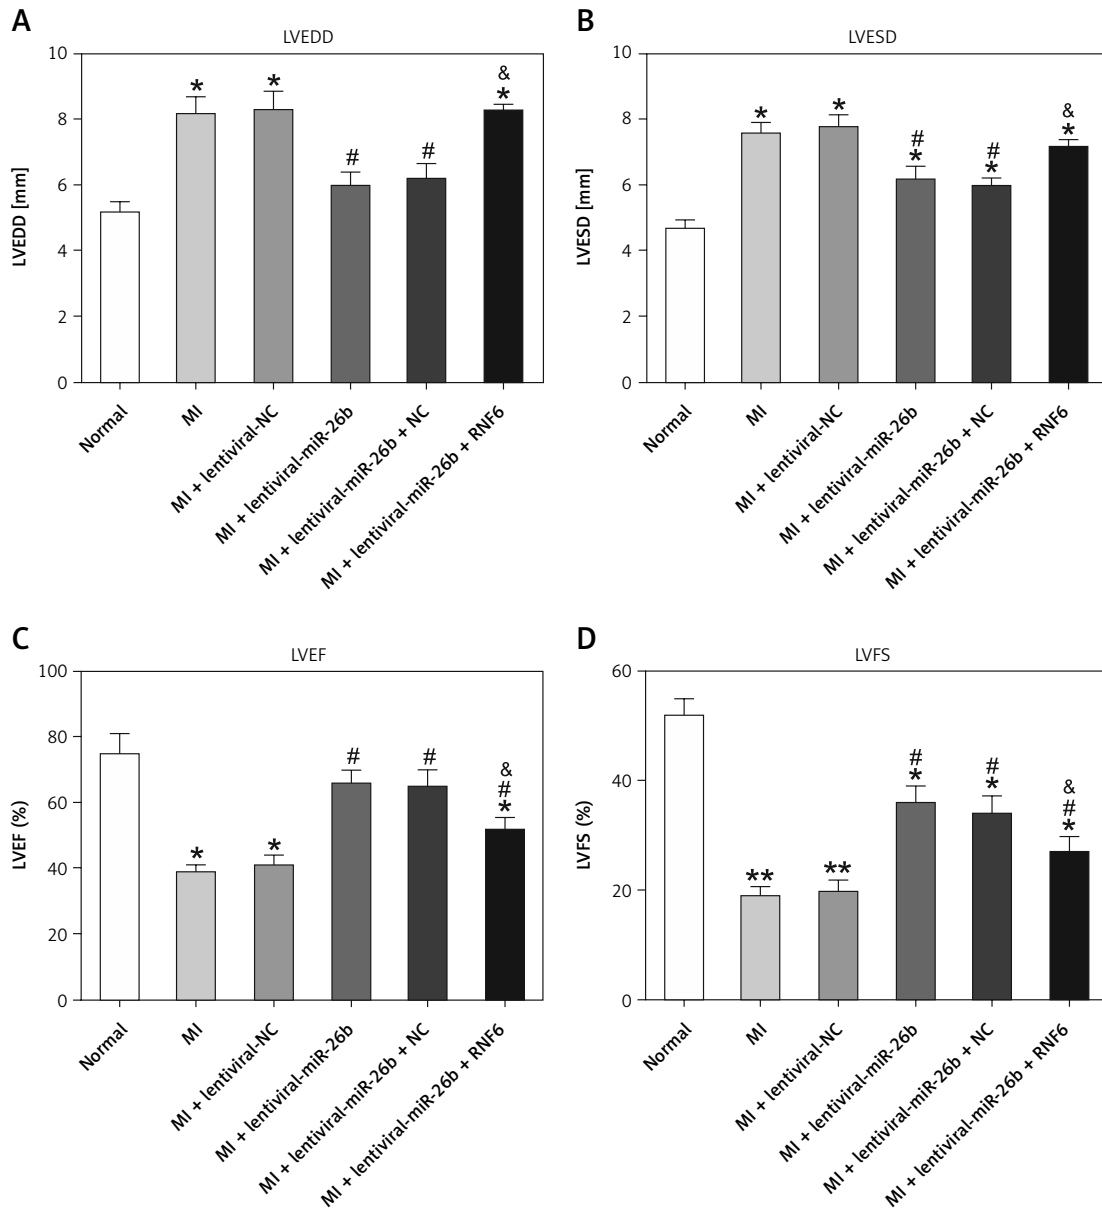 A
LVEDD
LVEDD [mm]
10
8
6
4
2
0
*
*
#
#
&
*
Normal
MI
MI + lentiviral-NC
MI + lentiviral-miR-26b
MI + lentiviral-miR-26b + NC
MI + lentiviral-miR-26b + RNF6
B
LVESD
LVESD [mm]
10
8
6
4
2
0
*
*
#
*
#
*
&
*
Normal
MI
MI + lentiviral-NC
MI + lentiviral-miR-26b
MI + lentiviral-miR-26b + NC
MI + lentiviral-miR-26b + RNF6
C
LVEF
LVEF (%)
100
80
60
40
20
0
*
*
#
#
&
#
*
Normal
MI
MI + lentiviral-NC
MI + lentiviral-miR-26b
MI + lentiviral-miR-26b + NC
MI + lentiviral-miR-26b + RNF6
D
LVFS
LVFS (%)
60
40
20
0
**
**
#
*
#
*
&
#
*
Normal
MI
MI + lentiviral-NC
MI + lentiviral-miR-26b
MI + lentiviral-miR-26b + NC
MI + lentiviral-miR-26b + RNF6